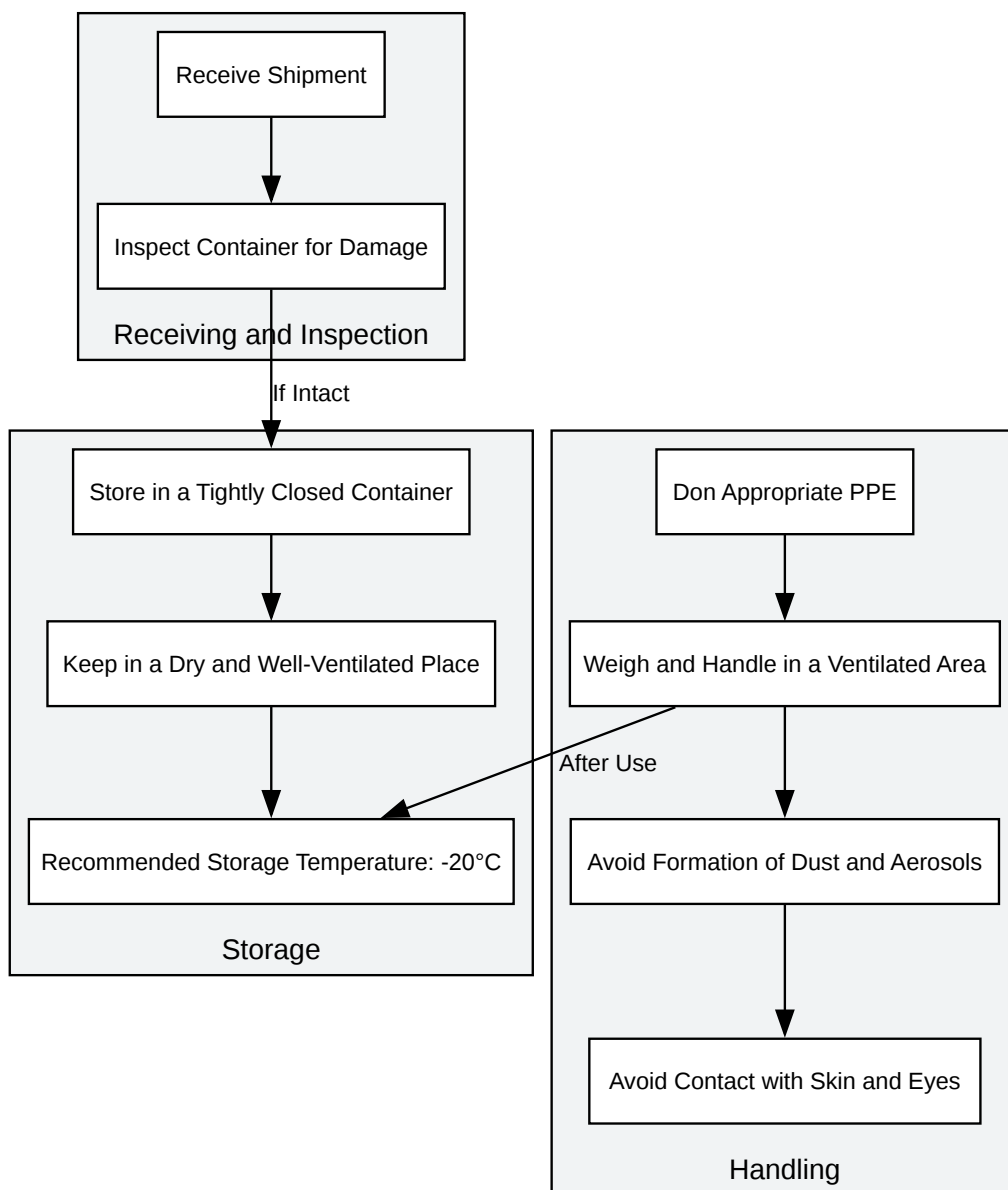 Receive Shipment
Inspect Container for Damage
Receiving and Inspection
If Intact
Store in a Tightly Closed Container
Keep in a Dry and Well-Ventilated Place
Recommended Storage Temperature: -20°C
Storage
Don Appropriate PPE
Weigh and Handle in a Ventilated Area
After Use
Avoid Formation of Dust and Aerosols
Avoid Contact with Skin and Eyes
Handling